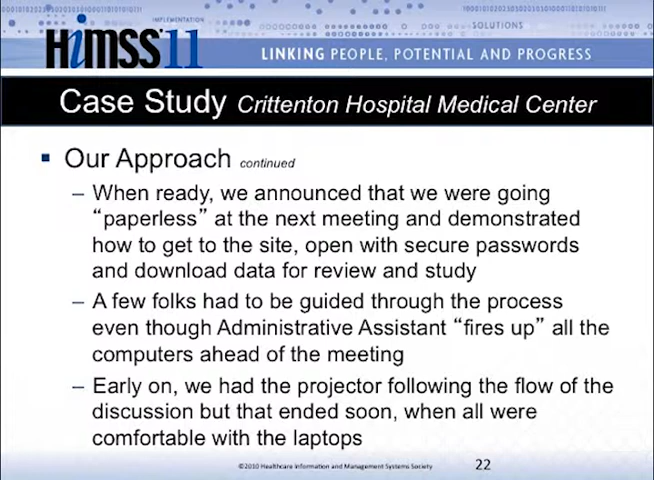 IMPLEMENTATION
SOLUTIONS
HiMSS'11
LINKING PEOPLE, POTENTIAL AND PROGRESS
Case Study Crittenton Hospital Medical Center
▪ Our Approach continued
– When ready, we announced that we were going
“paperless” at the next meeting and demonstrated
how to get to the site, open with secure passwords
and download data for review and study
– A few folks had to be guided through the process
even though Administrative Assistant “fires up” all the
computers ahead of the meeting
– Early on, we had the projector following the flow of the
discussion but that ended soon, when all were
comfortable with the laptops
©2010 Healthcare Information and Management Systems Society
22